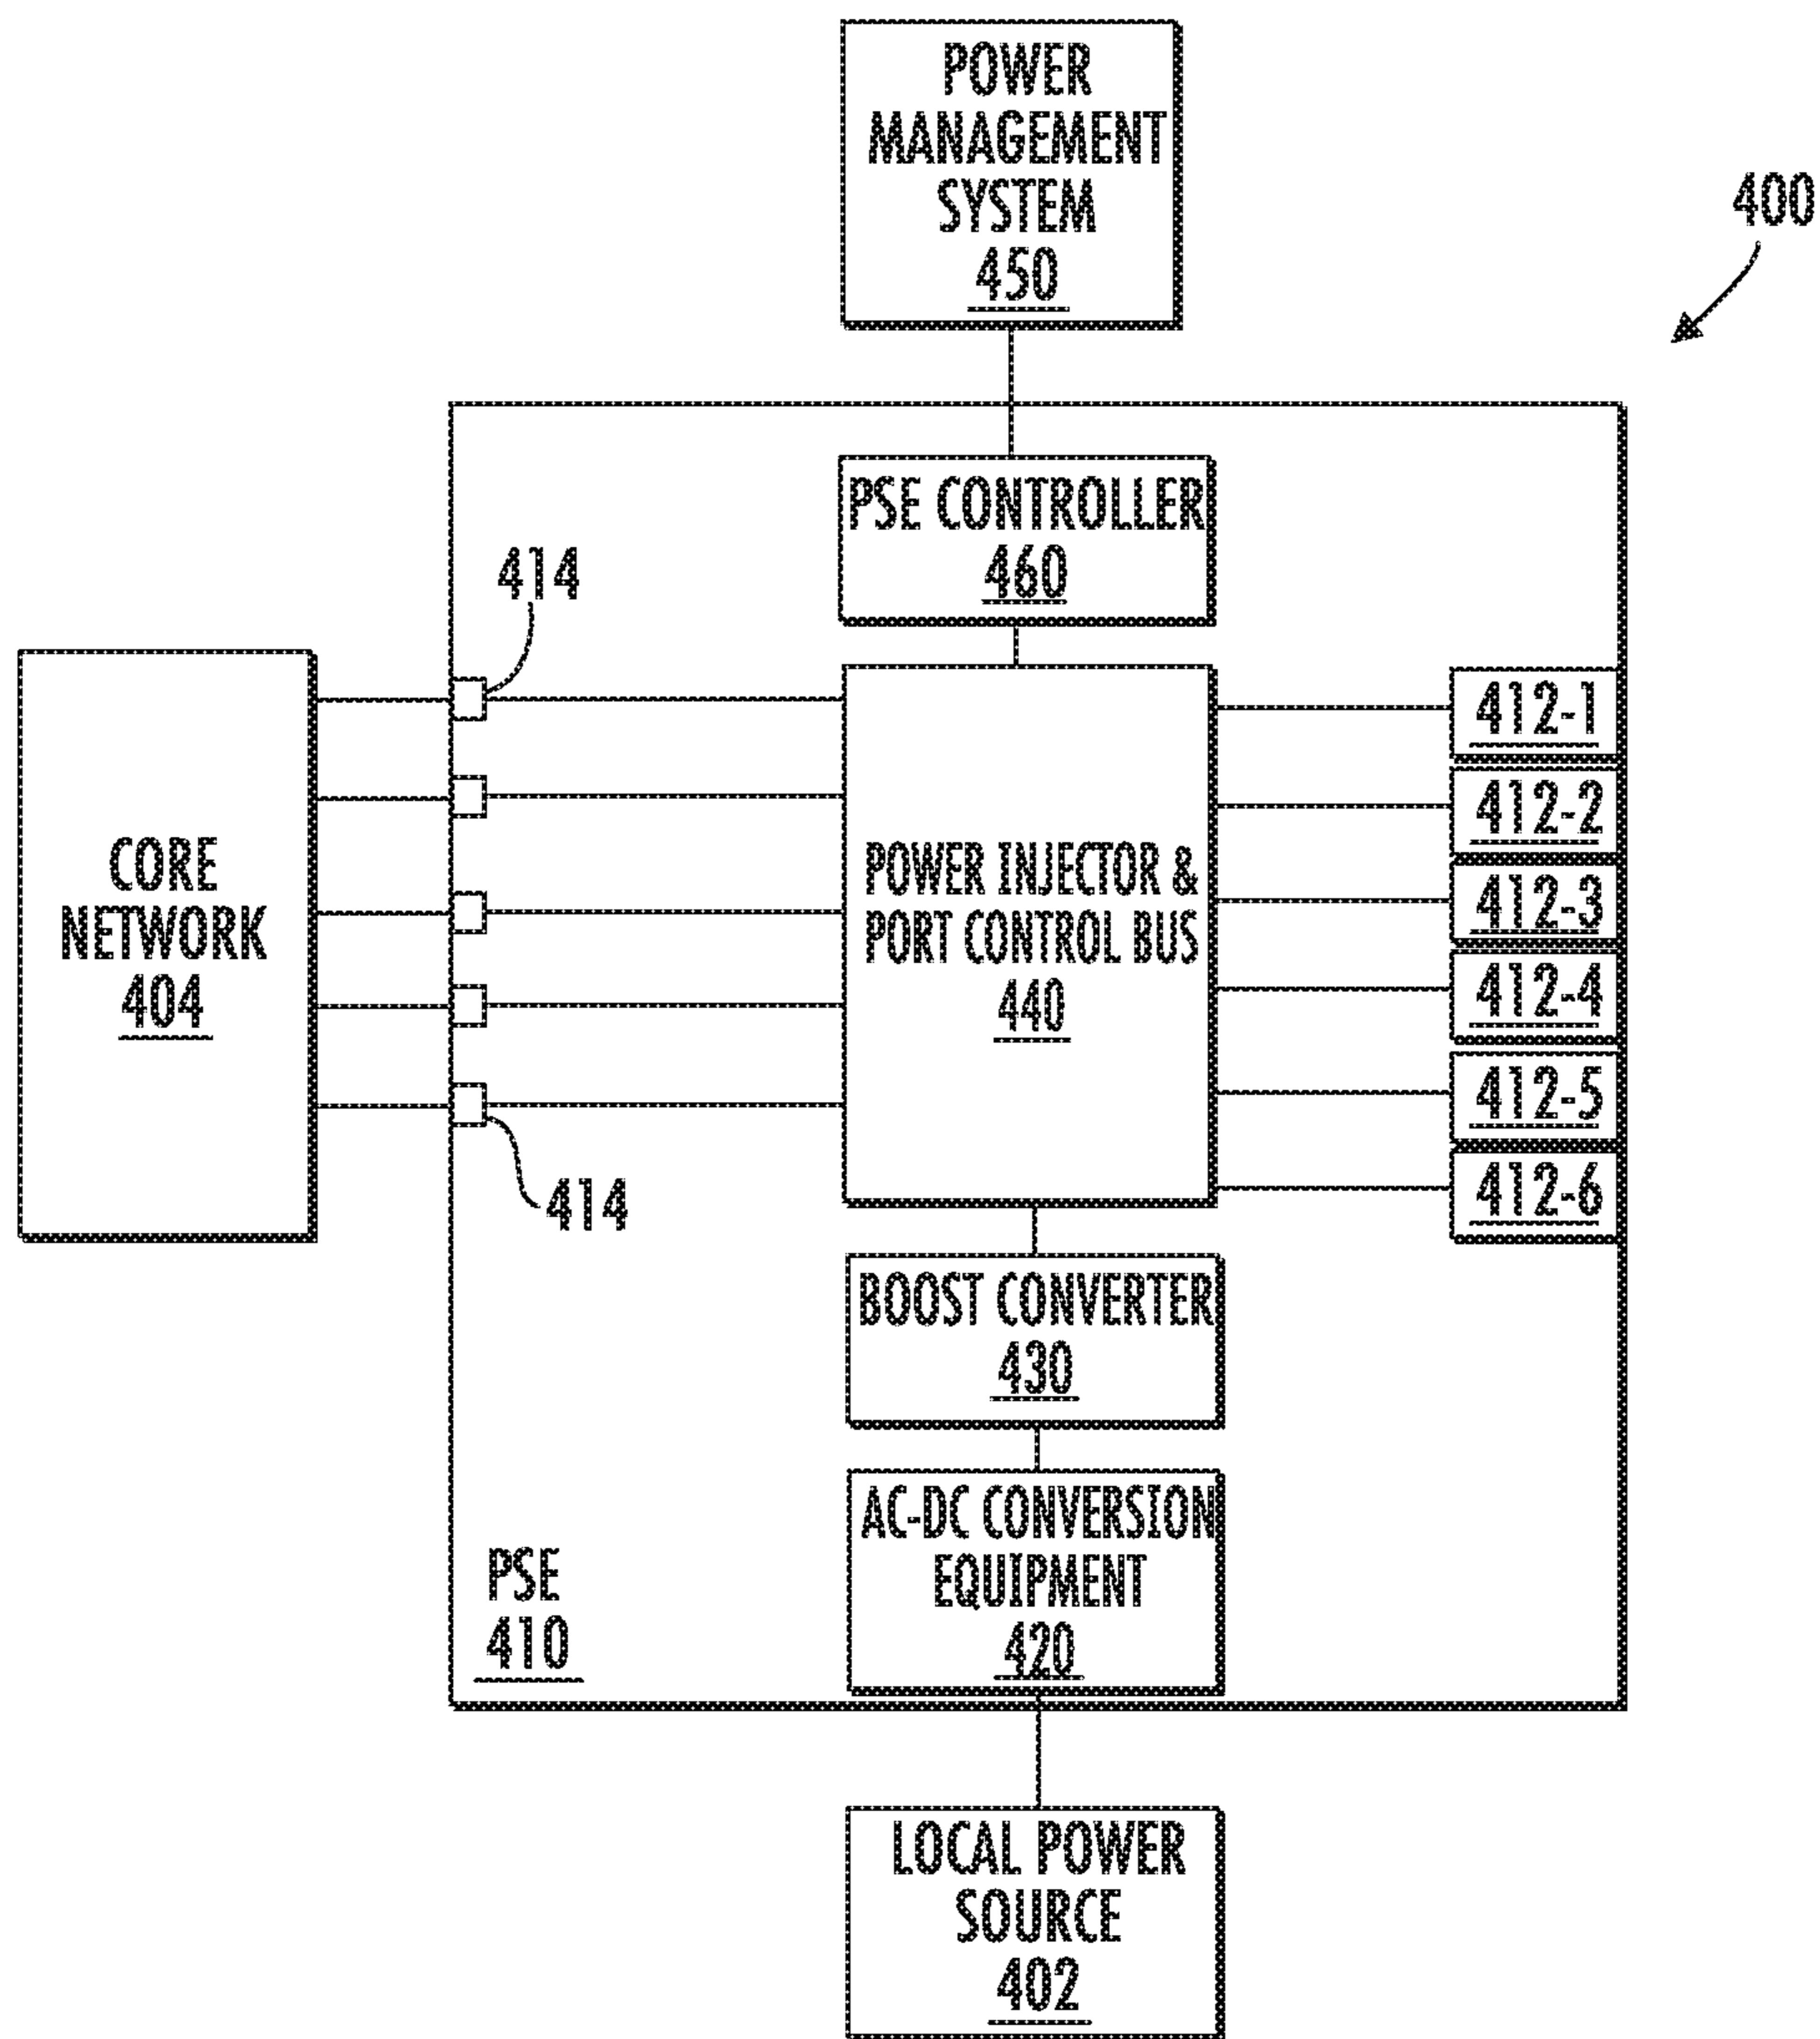 POWER
MANAGEMENT
SYSTEM
450
400
PSE CONTROLLER
460
414
CORE
NETWORK
404
POWER INJECTOR &
PORT CONTROL BUS
440
412-1
412-2
412-3
412-4
412-5
412-6
414
BOOST CONVERTER
430
AC-DC CONVERSION
EQUIPMENT
420
PSE
410
LOCAL POWER
SOURCE
402